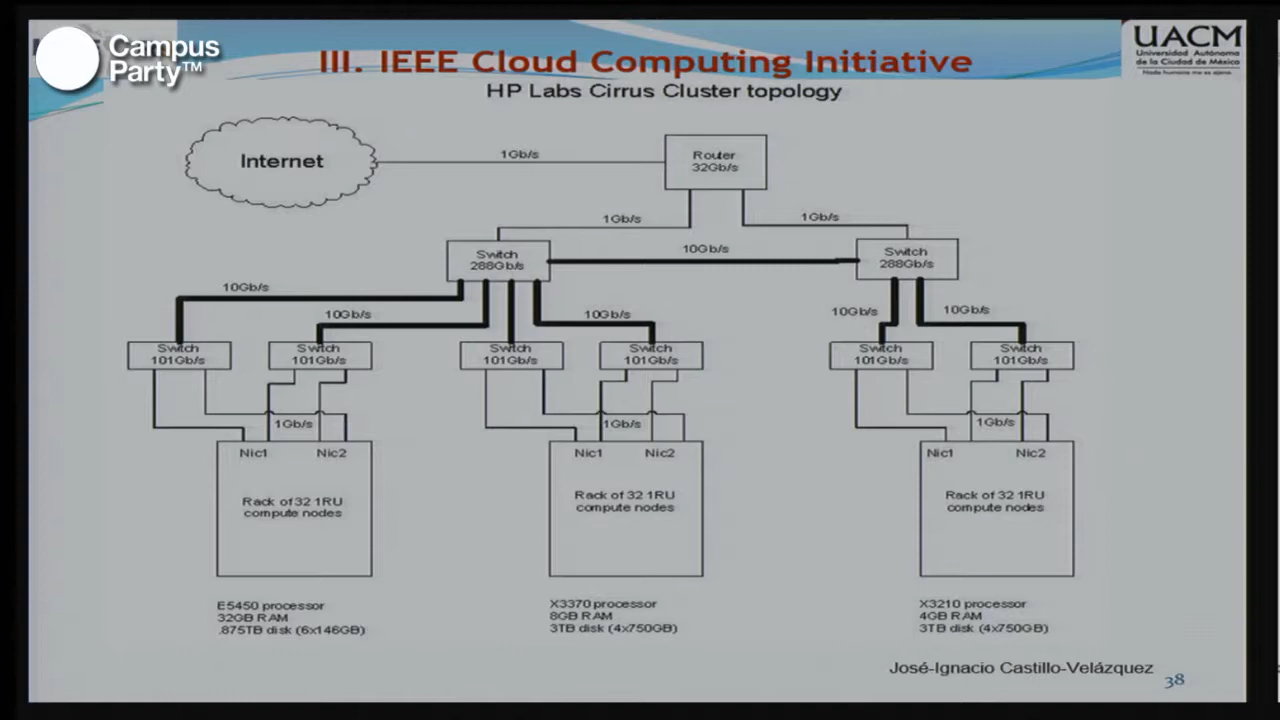 Campus
Party™
III. IEEE Cloud Computing Initiative
UACM
Universidad Autónoma
de la Ciudad de México
Nada humano me es ajeno
HP Labs Cirrus Cluster topology
Internet
1Gb/s
Router
32Gb/s
1Gb/s
1Gb/s
Switch
288Gb/s
10Gb/s
Switch
288Gb/s
10Gb/s
10Gb/s
10Gb/s
10Gb/s
10Gb/s
Switch
101Gb/s
Switch
101Gb/s
Switch
101Gb/s
Switch
101Gb/s
Switch
101Gb/s
Switch
101Gb/s
1Gb/s
1Gb/s
1Gb/s
Nic1
Nic2
Nic1
Nic2
Nic1
Nic2
Rack of 32 1RU
compute nodes
Rack of 32 1RU
compute nodes
Rack of 32 1RU
compute nodes
E5450 processor
32GB RAM
.875TB disk (6x146GB)
X3370 processor
8GB RAM
3TB disk (4x750GB)
X3210 processor
4GB RAM
3TB disk (4x750GB)
José-Ignacio Castillo-Velázquez
38